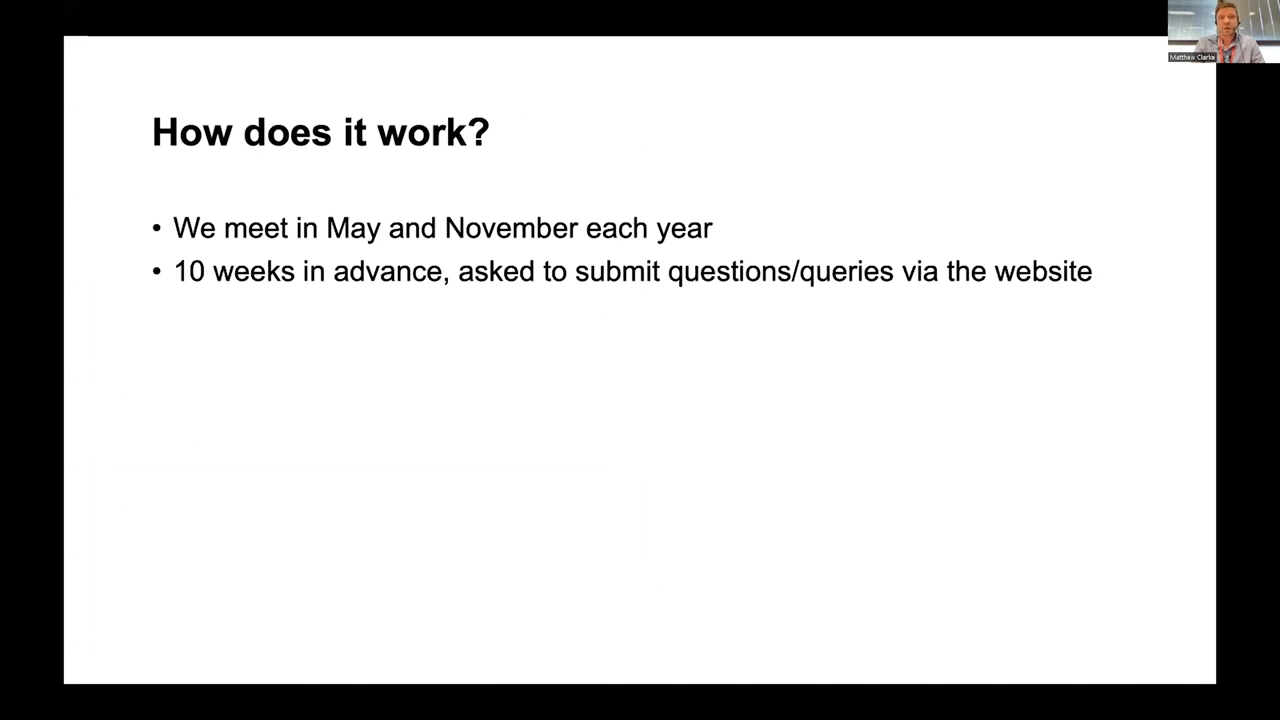 Matthew Clarke
How does it work?
• We meet in May and November each year
• 10 weeks in advance, asked to submit questions/queries via the website